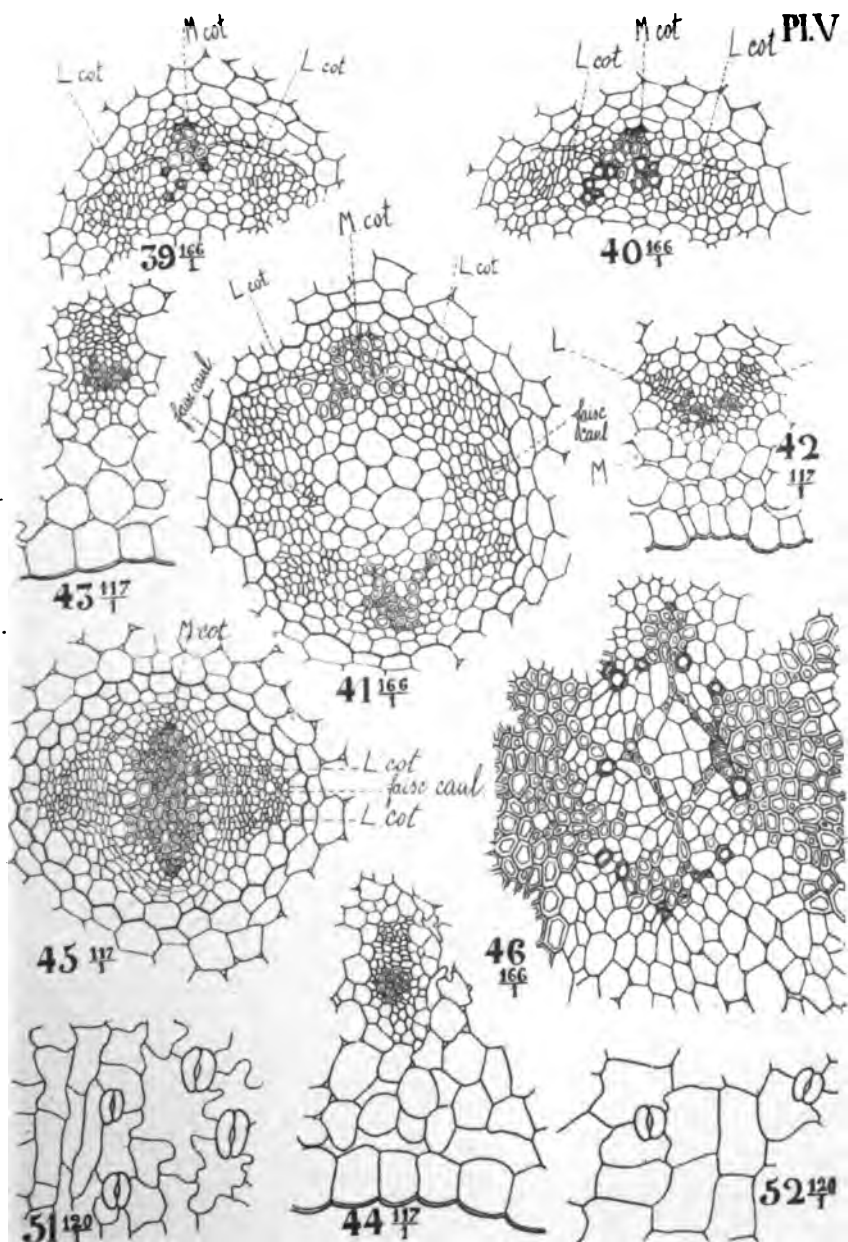 Pl.V
M cot
L cot
L cot
39 166/1
M cot
L cot
L cot
40 166/1
M. cot
L cot
L cot
faisc caul
faisc
caul
41 166/1
L
M
42
117/1
43 117/1
M cot
L cot
faisc caul
L cot
45 117/1
46
166/1
51 120/1
44 117/1
52 120/1